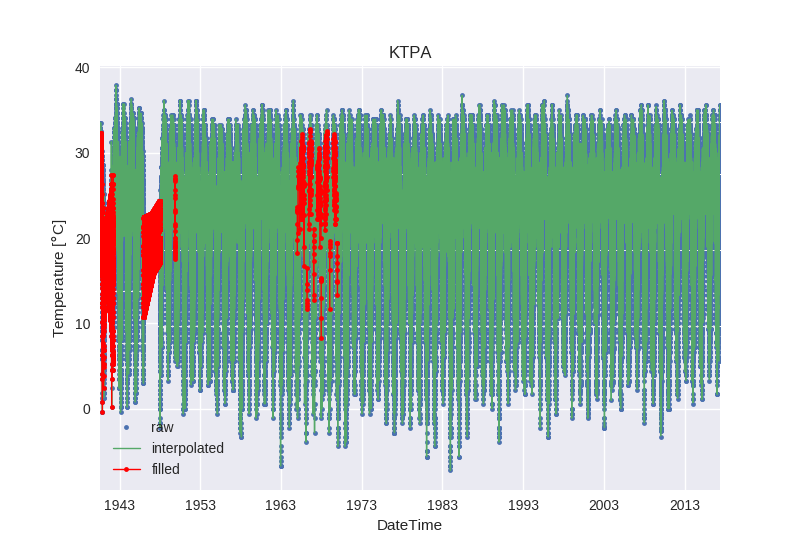 KTPA
40
30
20
10
0
Temperature [°C]
raw
interpolated
filled
1943
1953
1963
1973
1983
1993
2003
2013
DateTime